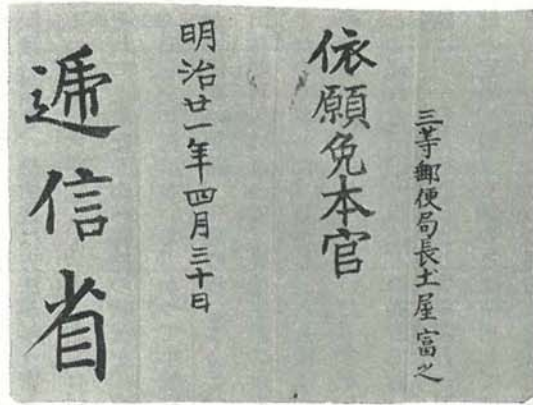 三等郵便局長土屋富之
依願免本官
明治廿一年四月三十日
遞信省